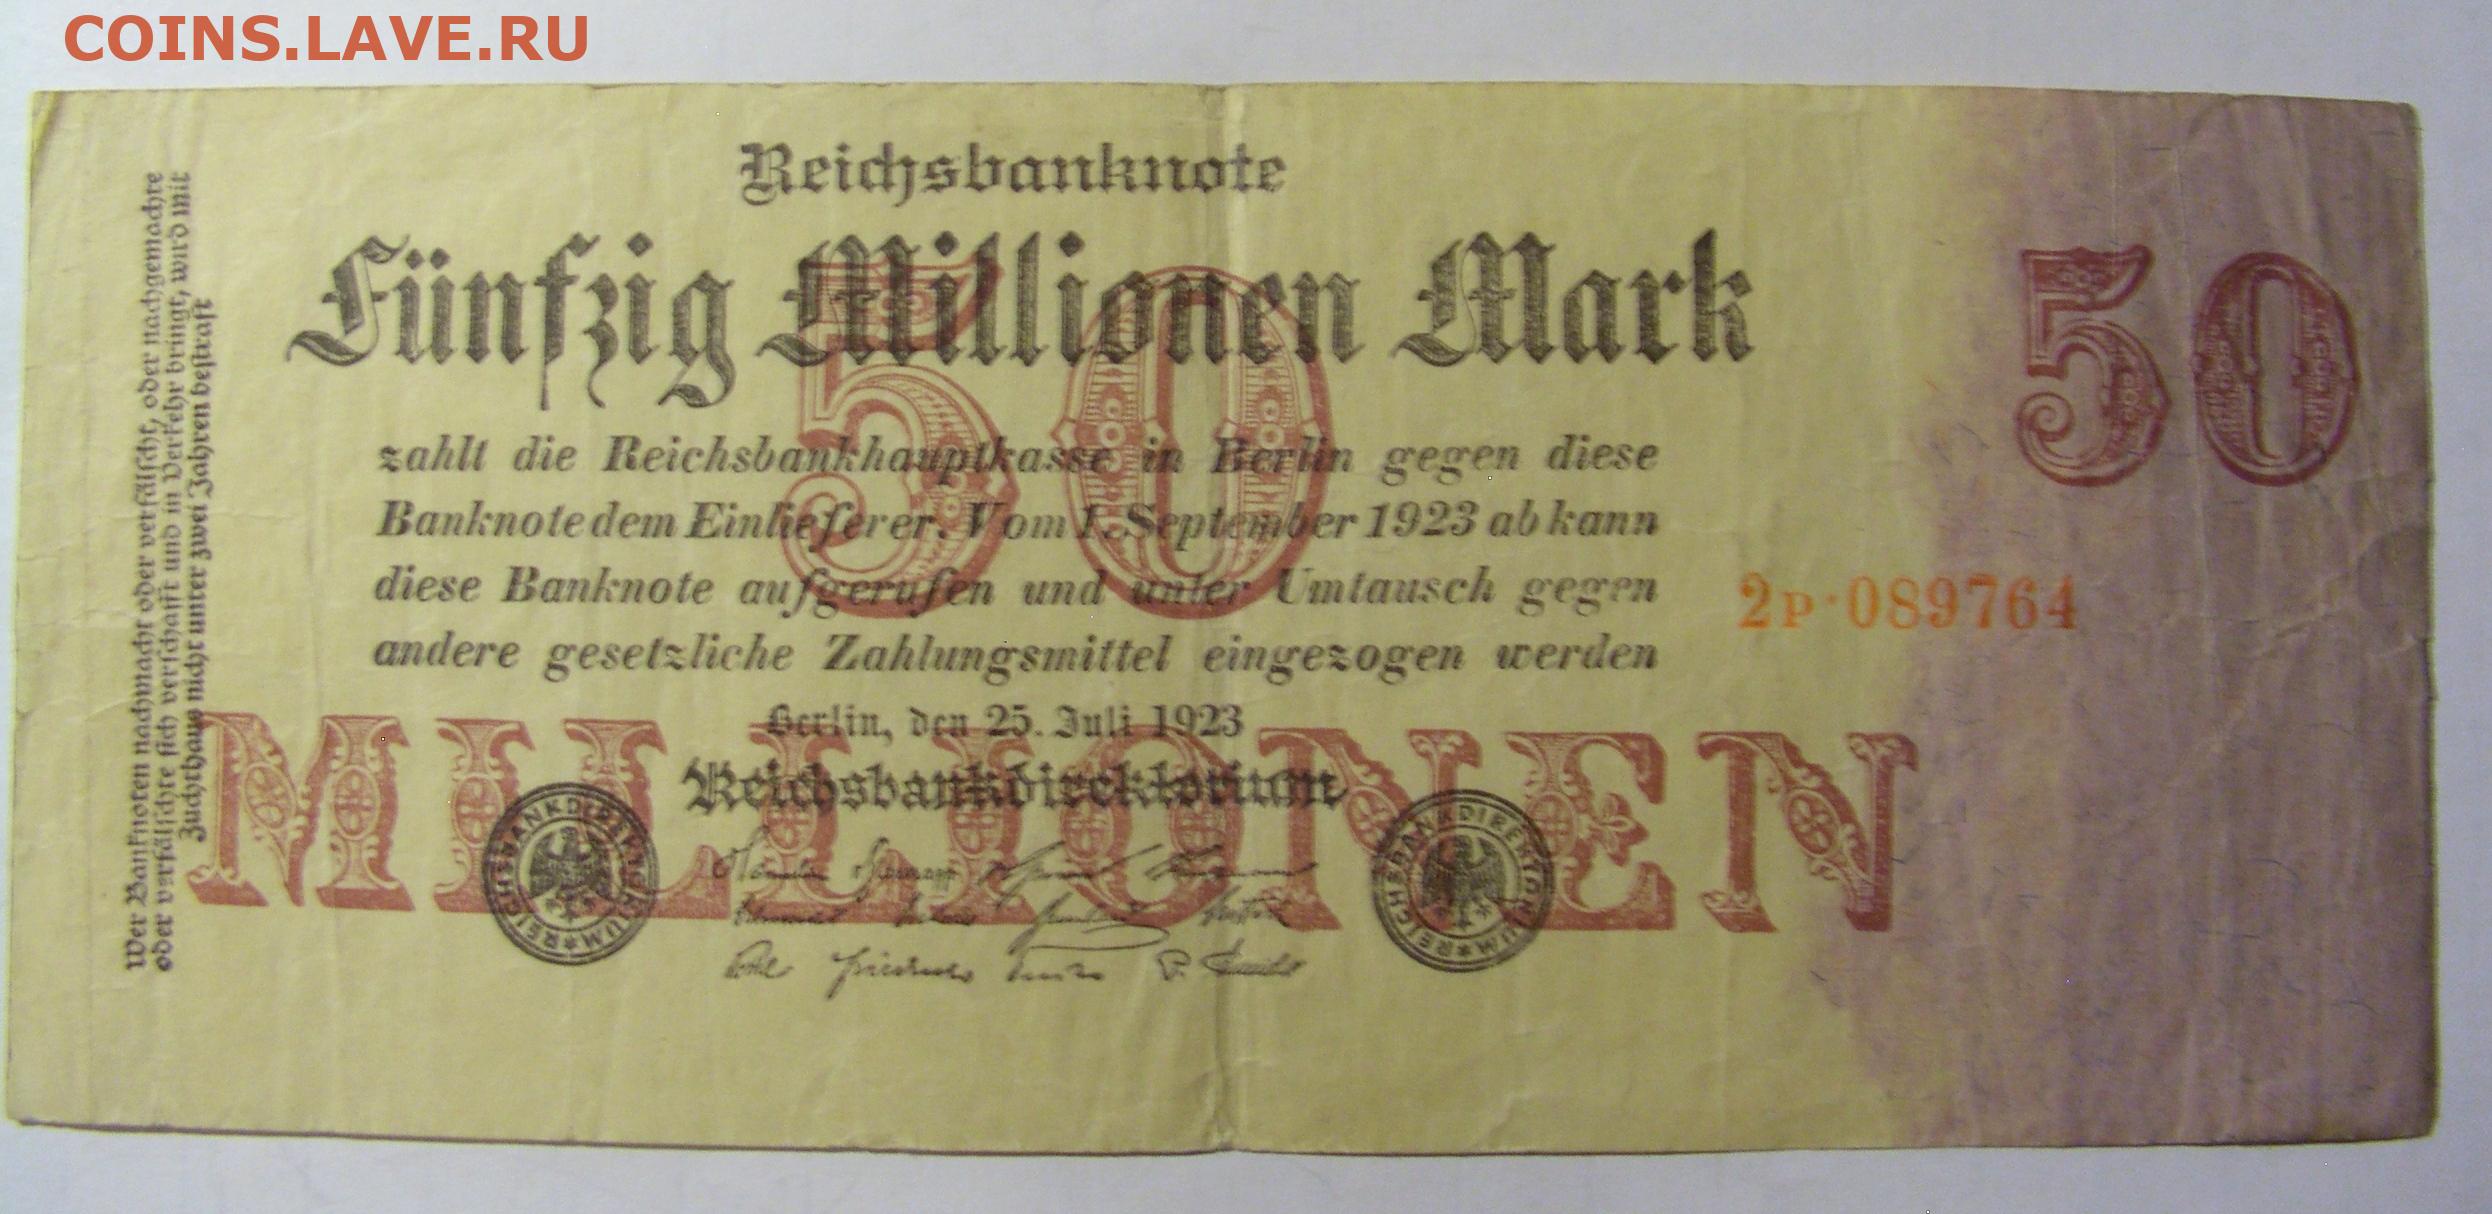 COINS.LAVE.RU
Reichsbanknote
Fünfzig Millionen Mark
50
50
zahlt die Reichsbankhauptkasse in Berlin gegen diese
Banknote dem Einlieferer. Vom 1. September 1923 ab kann
diese Banknote aufgerufen und unter Umtausch gegen
andere gesetzliche Zahlungsmittel eingezogen werden
2P·089764
Berlin, den 25. Juli 1923
MILLIONEN
Reichsbankdirektorium
REICHSBANKDIREKTORIUM
REICHSBANKDIREKTORIUM
Wer Banknoten nachmacht oder verfälscht, oder nachgemachte
oder verfälschte sich verschafft und in Verkehr bringt, wird mit
Zuchthaus nicht unter zwei Jahren bestraft